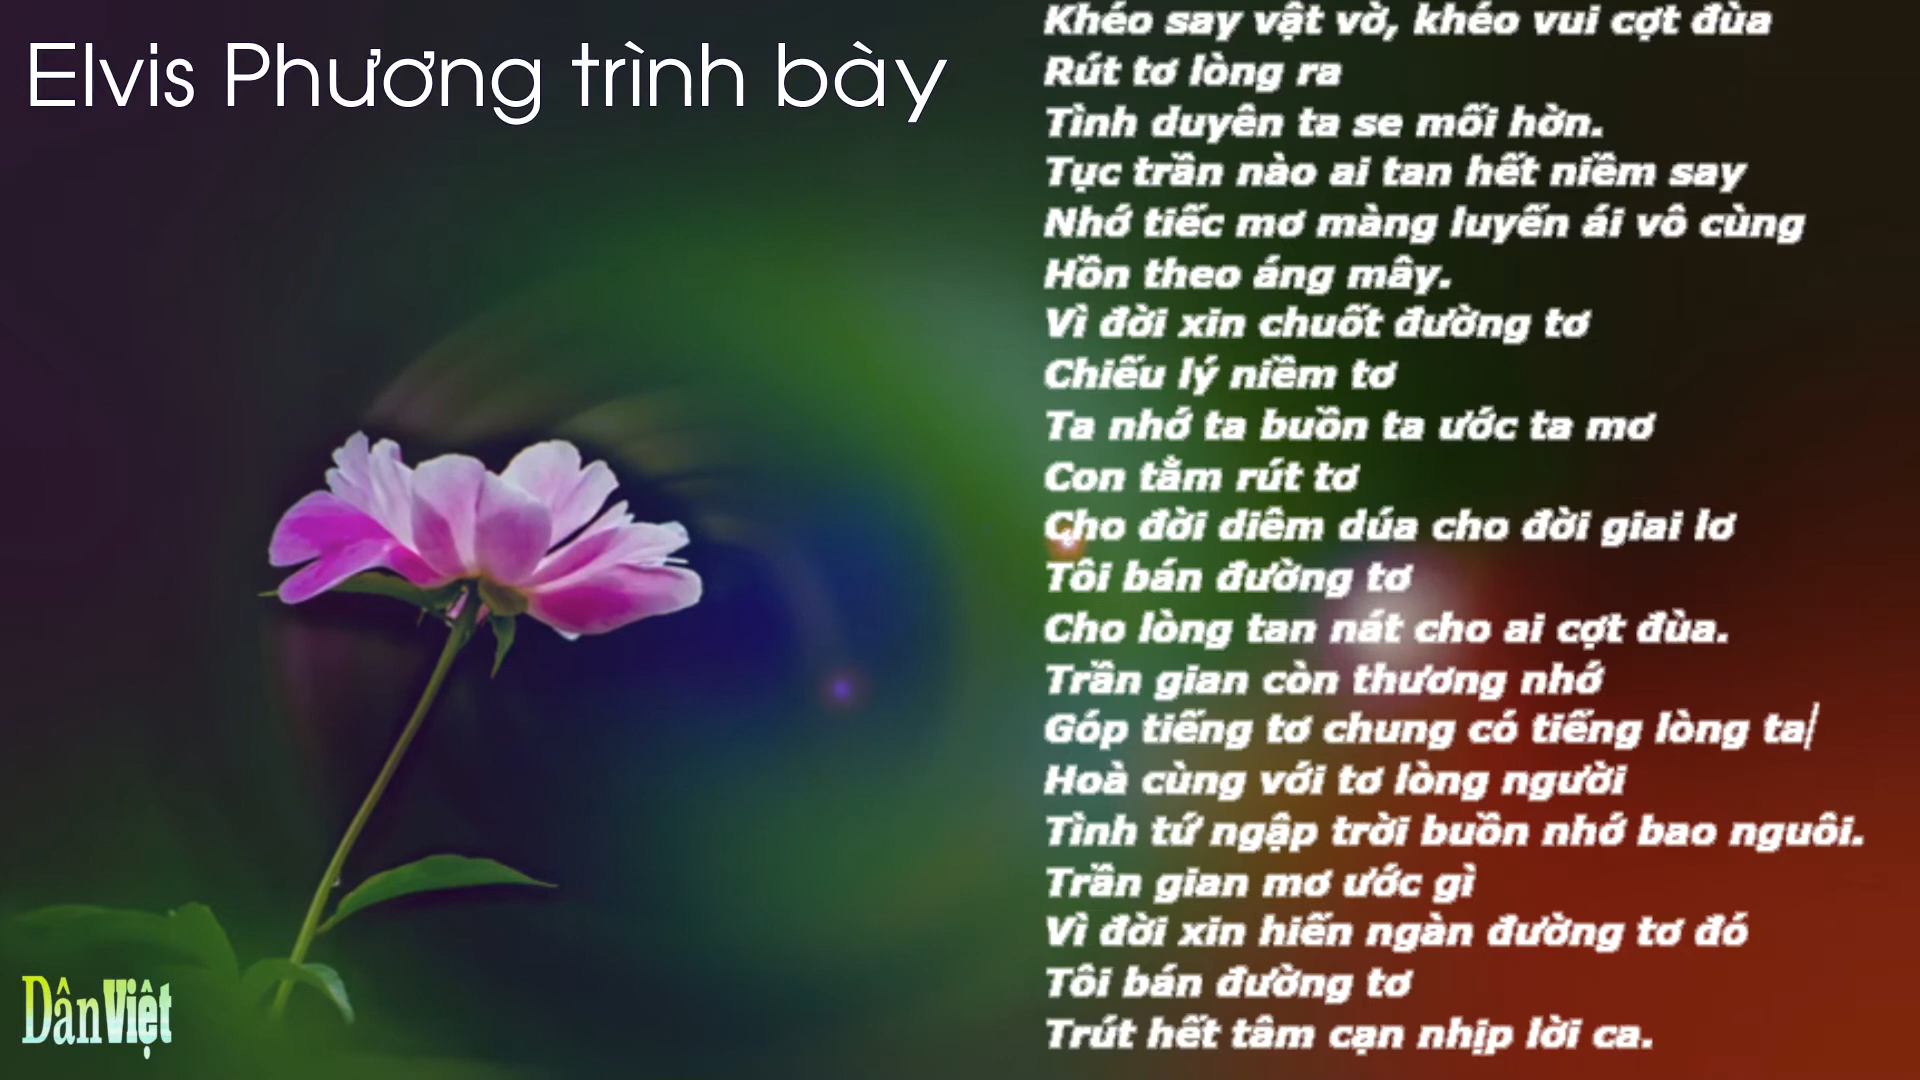 Elvis Phương trình bày
Khéo say vật vờ, khéo vui cợt đùa
Rút tơ lòng ra
Tình duyên ta se mối hờn.
Tục trần nào ai tan hết niềm say
Nhớ tiếc mơ màng luyến ái vô cùng
Hồn theo áng mây.
Vì đời xin chuốt đường tơ
Chiếu lý niềm tơ
Ta nhớ ta buồn ta ước ta mơ
Con tằm rút tơ
Cho đời diêm dúa cho đời giai lơ
Tôi bán đường tơ
Cho lòng tan nát cho ai cợt đùa.
Trần gian còn thương nhớ
Góp tiếng tơ chung có tiếng lòng ta
Hoà cùng với tơ lòng người
Tình tứ ngập trời buồn nhớ bao nguôi.
Trần gian mơ ước gì
Vì đời xin hiến ngàn đường tơ đó
Tôi bán đường tơ
Trút hết tâm cạn nhịp lời ca.
DânViệt